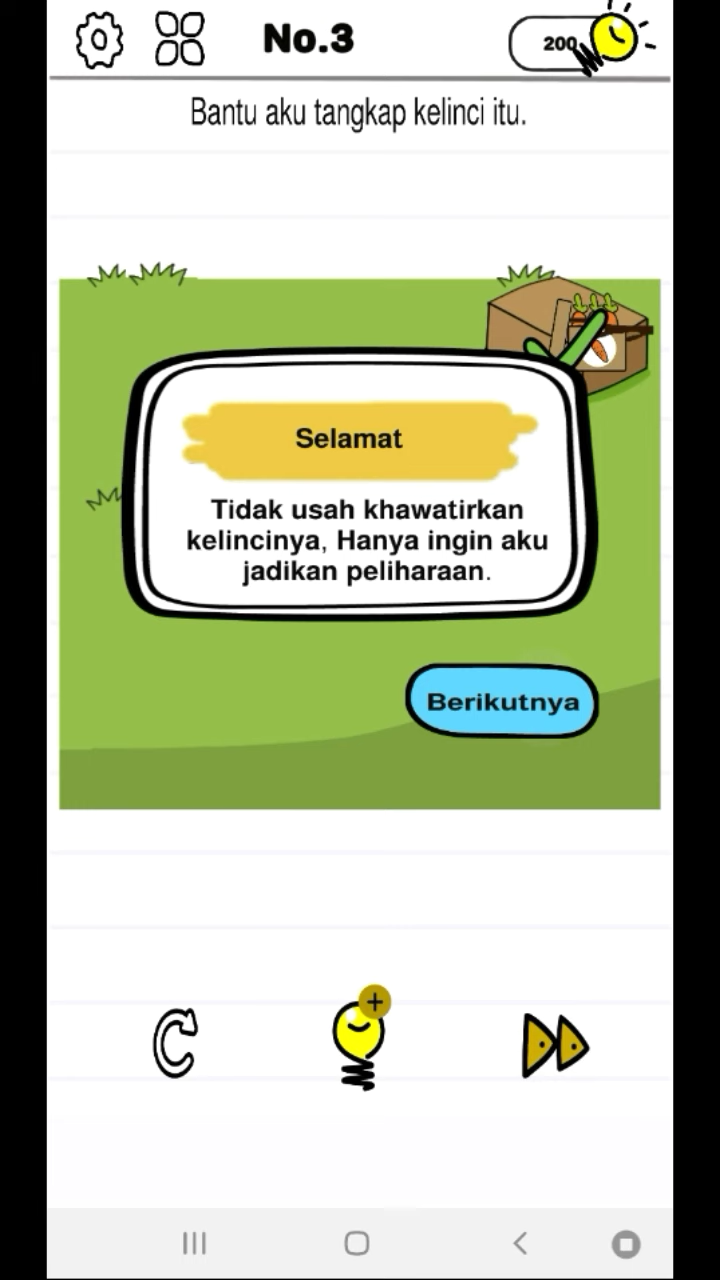 No.3
200
Bantu aku tangkap kelinci itu.
Selamat
Tidak usah khawatirkan
kelincinya, Hanya ingin aku
jadikan peliharaan.
Berikutnya